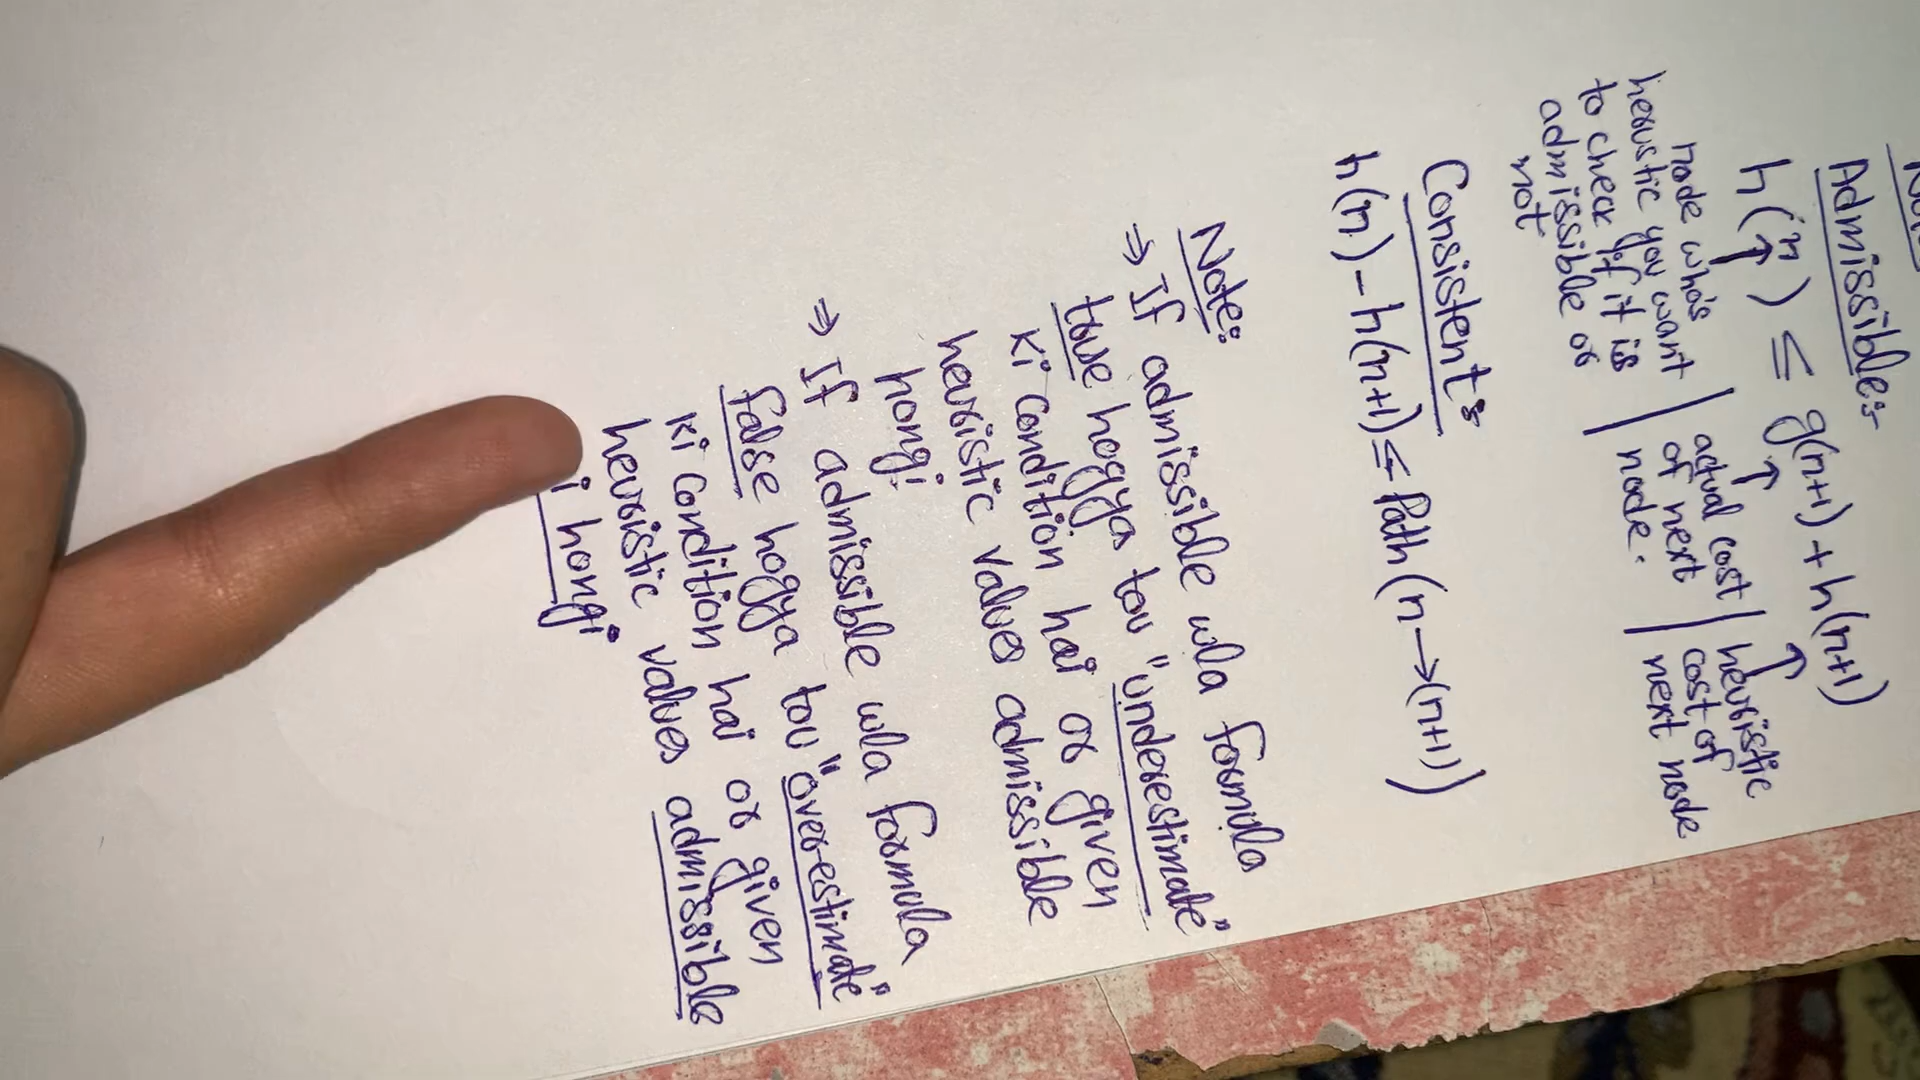 Admissible:-
h(n) ≤ g(n+1) + h(n+1)
↑ ↑ ↑
node who's | actual cost | heuristic
herustic you want | of next | cost of
to check if it is | node. | next node
admissible or
not
Consistent:
h(n) - h(n+1) ≤ Path (n → (n+1))
Note:
⇒ If admissible wla formula
true hogya tou "underestimate"
ki condition hai or given
heuristic values admissible
hongi
⇒ If admissible wla formula
false hogya tou "over-estimate"
ki condition hai or given
heuristic values admissible
hongi